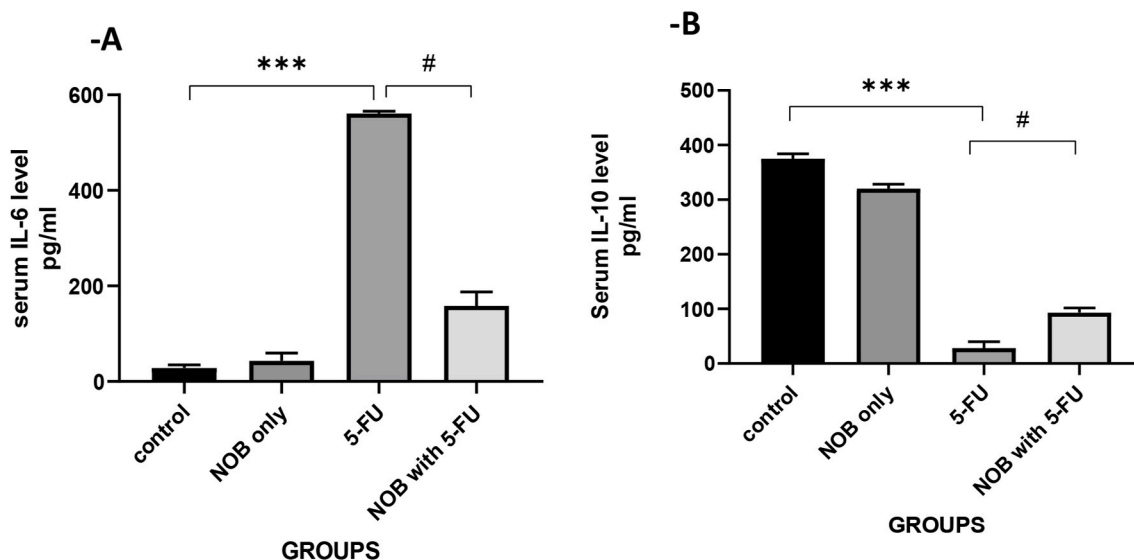 -A
***
#
600
400
200
0
serum IL-6 level
pg/ml
control
NOB only
5-FU
NOB with 5-FU
GROUPS
-B
***
#
500
400
300
200
100
0
Serum IL-10 level
pg/ml
control
NOB only
5-FU
NOB with 5-FU
GROUPS